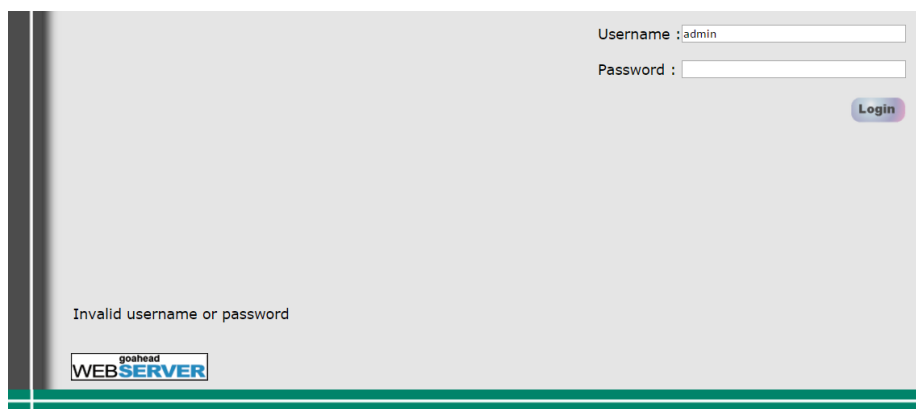 Username : admin
Password :
Login
Invalid username or password
goahead
WEBSERVER